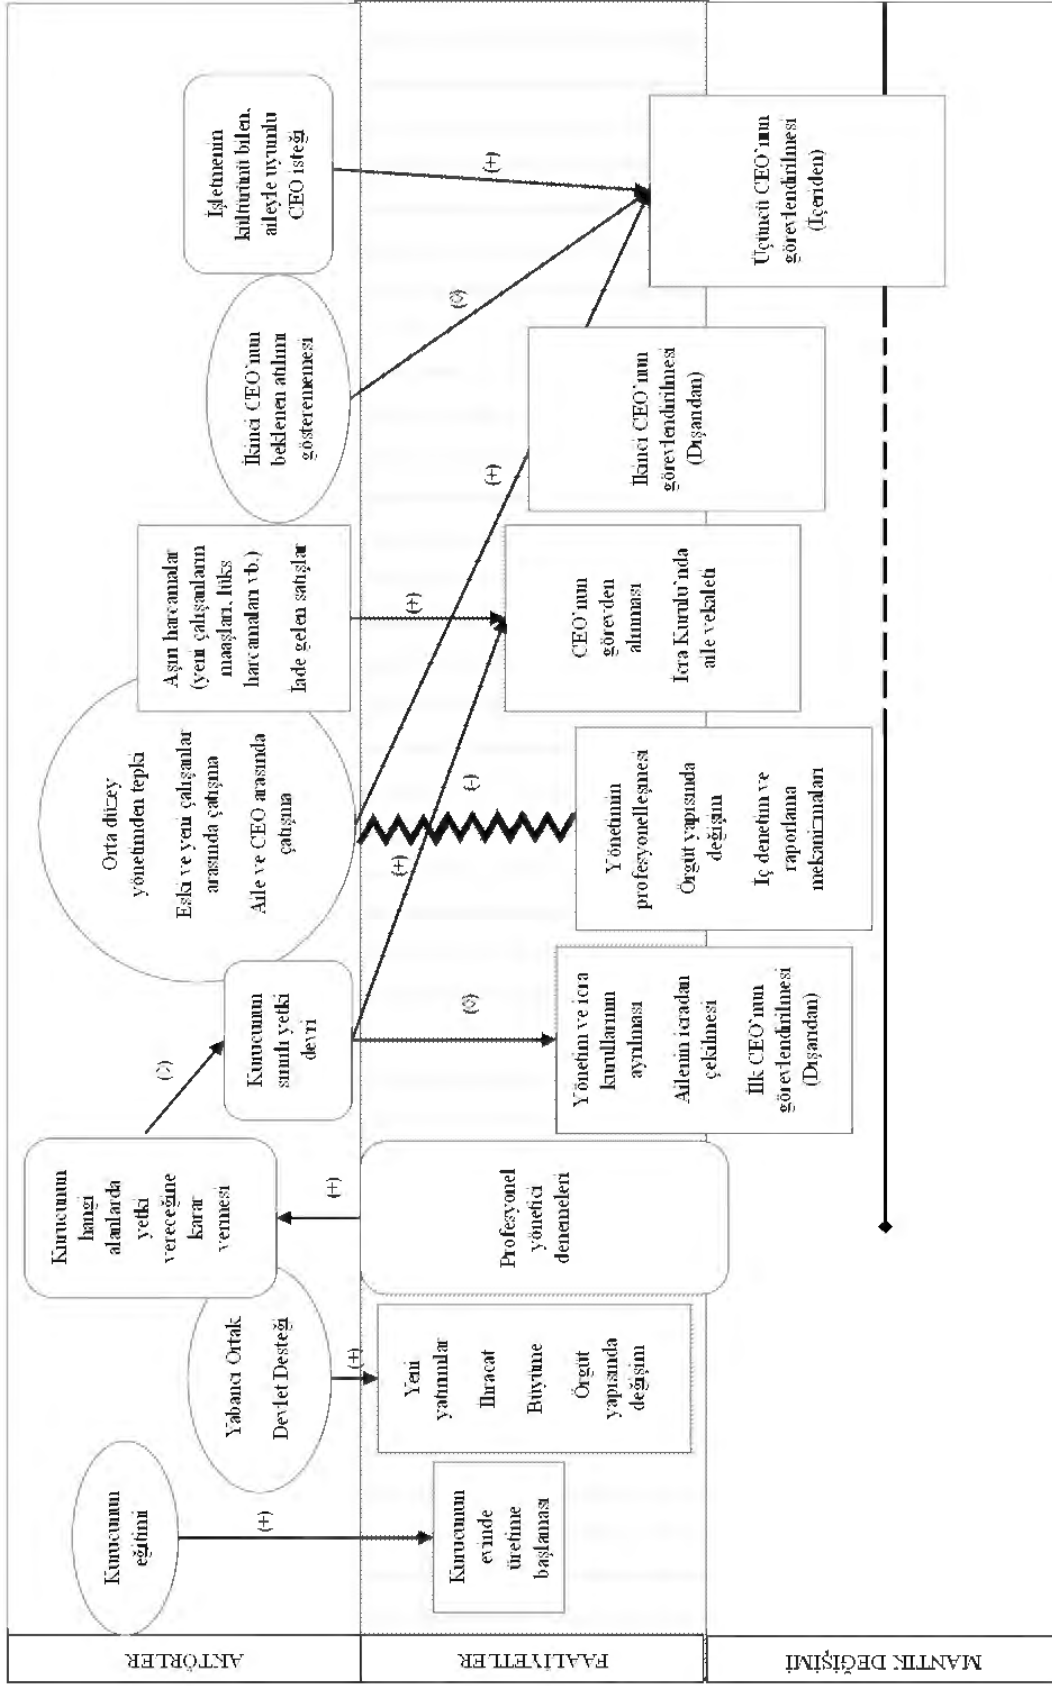 AKTÖRLER
Kurucunun
eğitimi
Yabancı Ortak
Devlet Desteği
Kurucunun
hangi
alanlarda
yetki
vereceğine
karar
vermesi
Kurucunun
sınırlı yetki
devri
Orta düzey
yönetimden tepki
Eski ve yeni çalışanlar
arasında çatışma
Aile ve CEO arasında
çatışma
Aşırı harcamalar
(yeni çalışanların
maaşları, lüks
harcamaları vb.)
İade gelen satışlar
İkinci CEO'nun
beklenen atılımı
gösterememesi
İşletmenin
kültürünü bilen,
aileyle uyumlu
CEO isteği
(+)
(+)
(+)
(+)
(-)
(+)
(+)
(+)
FAALİYETLER
Kurucunun
evinde
üretime
başlaması
Yeni
yatırımlar
İhracat
Büyüme
Örgüt
yapısında
değişim
Profesyonel
yönetici
denemeleri
Yönetim ve icra
kurullarının
ayrılması
Ailenin icradan
çekilmesi
İlk CEO'nun
görevlendirilmesi
(Dışarıdan)
Yönetimin
profesyonelleşmesi
Örgüt yapısında
değişim
İç denetim ve
raporlama
mekanizmaları
CEO'nun
görevden
alınması
İcra Kurulu'nda
aile vekaleti
İkinci CEO'nun
görevlendirilmesi
(Dışarıdan)
Üçüncü CEO'nun
görevlendirilmesi
(İçeriden)
MANTIK DEĞİŞİMİ